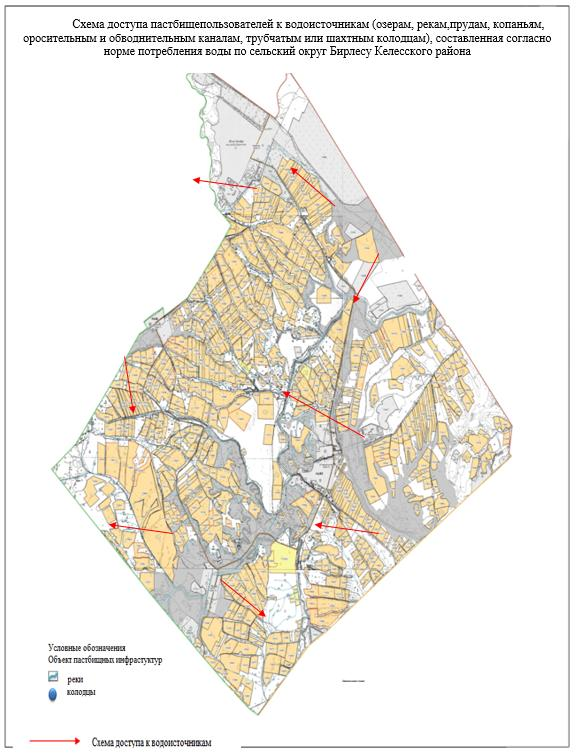 Схема доступа пастбищепользователей к водоисточникам (озерам, рекам,прудам, копаньям,
оросительным и обводнительным каналам, трубчатым или шахтным колодцам), составленная согласно
норме потребления воды по сельский округ Бирлесу Келесского района
Условные обозначения
Объект пастбищных инфраструктур
реки
колодцы
Схема доступа к водоисточникам